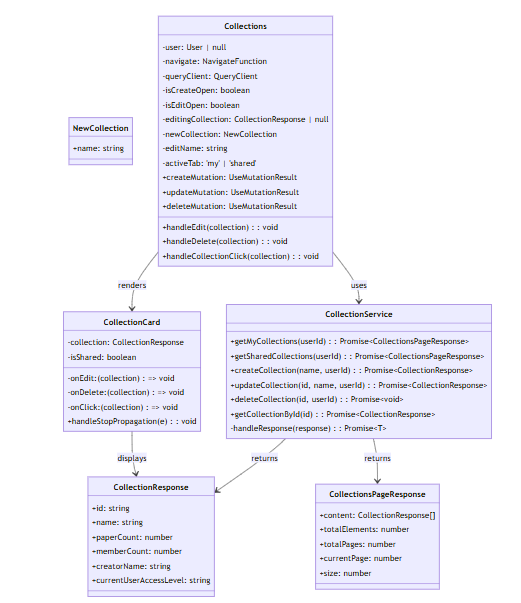 Collections
-user: User | null
-navigate: NavigateFunction
-queryClient: QueryClient
-isCreateOpen: boolean
-isEditOpen: boolean
-editingCollection: CollectionResponse | null
-newCollection: NewCollection
-editName: string
-activeTab: 'my' | 'shared'
+createMutation: UseMutationResult
+updateMutation: UseMutationResult
+deleteMutation: UseMutationResult
+handleEdit(collection) : : void
+handleDelete(collection) : : void
+handleCollectionClick(collection) : : void
NewCollection
+name: string
renders
uses
CollectionCard
-collection: CollectionResponse
-isShared: boolean
-onEdit:(collection) : => void
-onDelete:(collection) : => void
-onClick:(collection) : => void
+handleStopPropagation(e) : : void
CollectionService
+getMyCollections(userId) : : Promise<CollectionsPageResponse>
+getSharedCollections(userId) : : Promise<CollectionsPageResponse>
+createCollection(name, userId) : : Promise<CollectionResponse>
+updateCollection(id, name, userId) : : Promise<CollectionResponse>
+deleteCollection(id, userId) : : Promise<void>
+getCollectionById(id) : : Promise<CollectionResponse>
-handleResponse(response) : : Promise<T>
displays
returns
returns
CollectionResponse
+id: string
+name: string
+paperCount: number
+memberCount: number
+creatorName: string
+currentUserAccessLevel: string
CollectionsPageResponse
+content: CollectionResponse[]
+totalElements: number
+totalPages: number
+currentPage: number
+size: number